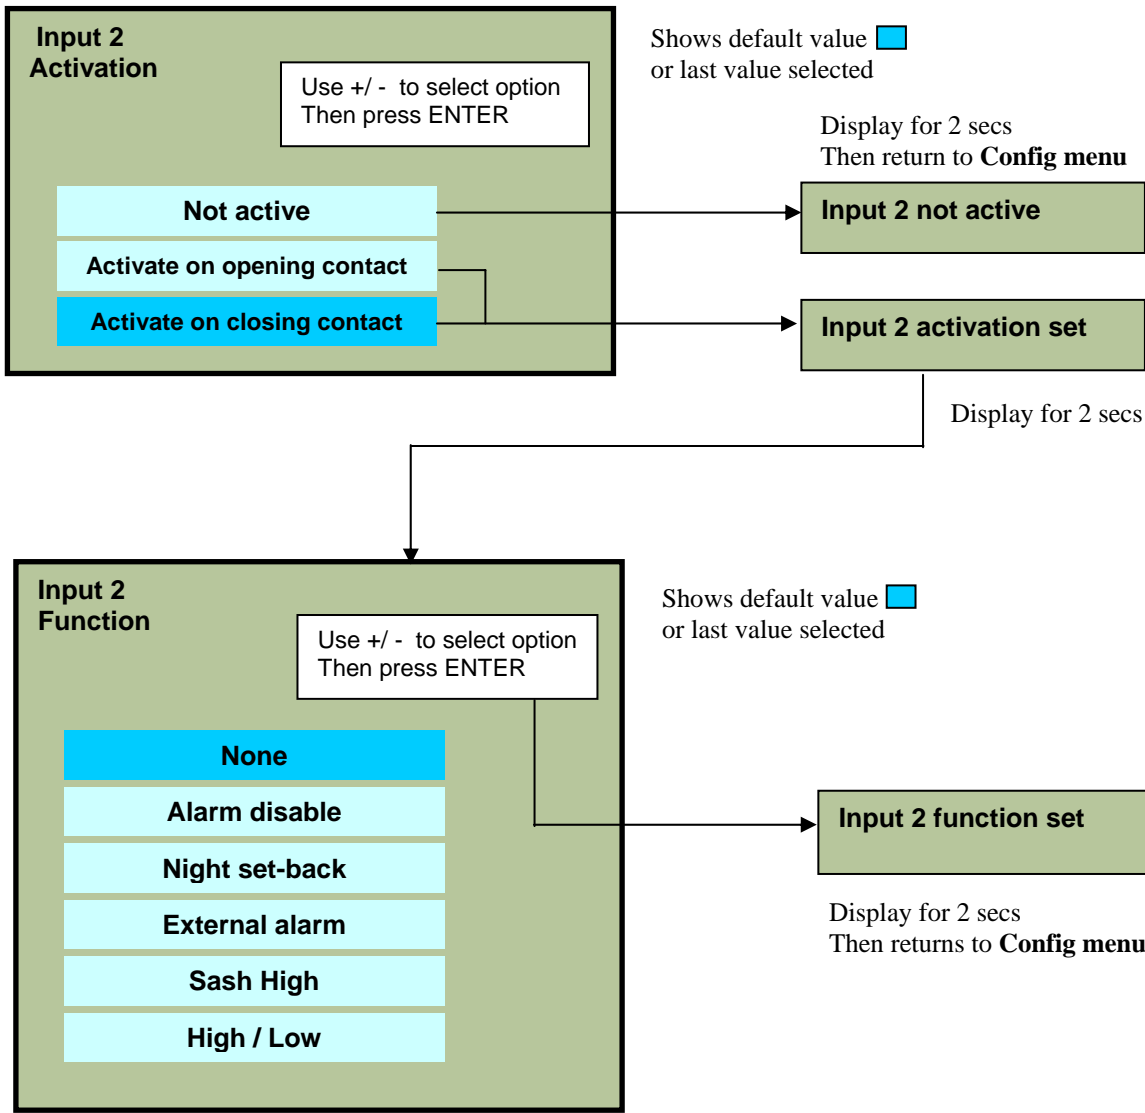 Input 2
Activation
Use +/ -  to select option
Then press ENTER
Shows default value
or last value selected
Display for 2 secs
Then return to Config menu
Not active
Input 2 not active
Activate on opening contact
Activate on closing contact
Input 2 activation set
Display for 2 secs
Input 2
Function
Use +/ -  to select option
Then press ENTER
Shows default value
or last value selected
None
Alarm disable
Night set-back
External alarm
Sash High
High / Low
Input 2 function set
Display for 2 secs
Then returns to Config menu